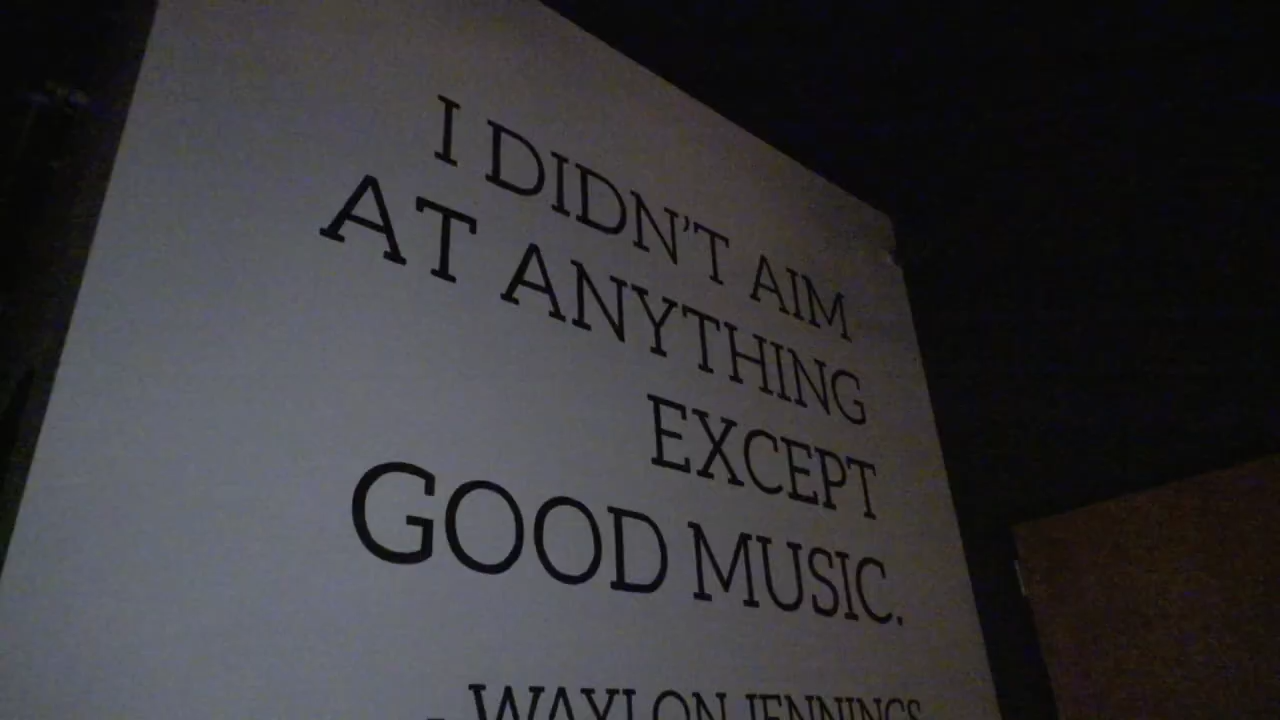 I DIDN'T AIM
AT ANYTHING
EXCEPT
GOOD MUSIC.
- WAYLON JENNINGS